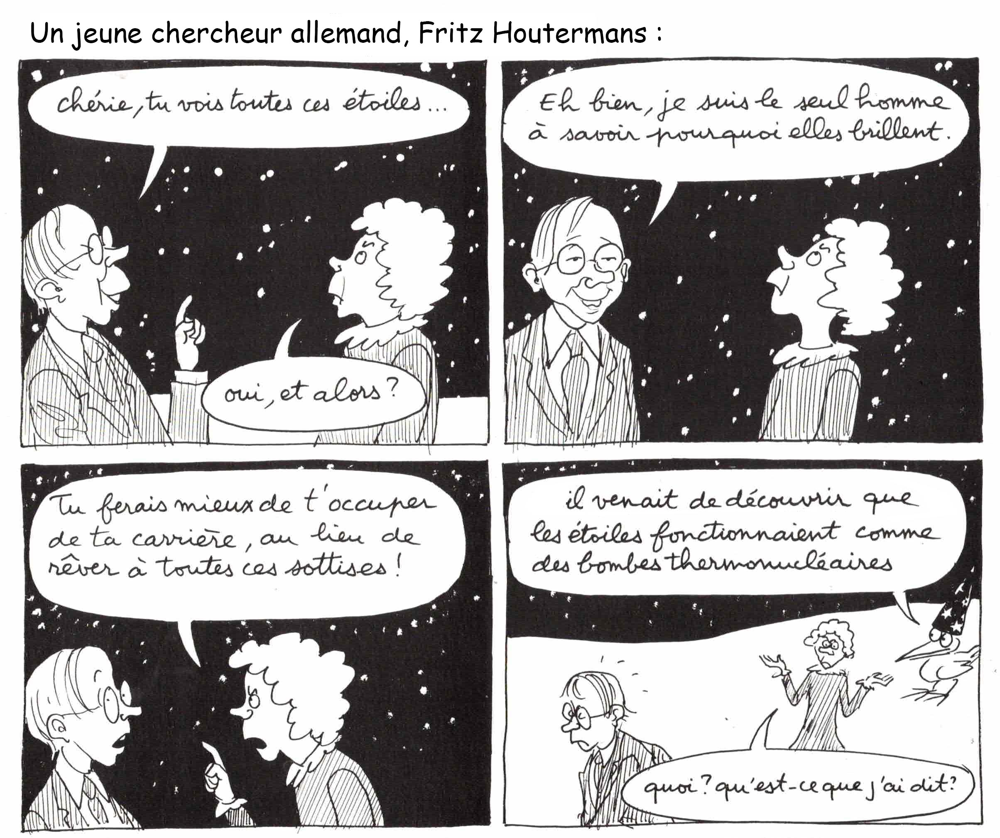 Un jeune chercheur allemand, Fritz Houtermans :
chérie, tu vois toutes ces étoiles...
oui, et alors ?
Eh bien, je suis le seul homme
à savoir pourquoi elles brillent.
Tu ferais mieux de t'occuper
de ta carrière, au lieu de
rêver à toutes ces sottises !
il venait de découvrir que
les étoiles fonctionnaient comme
des bombes thermonucléaires
quoi ? qu'est-ce que j'ai dit ?